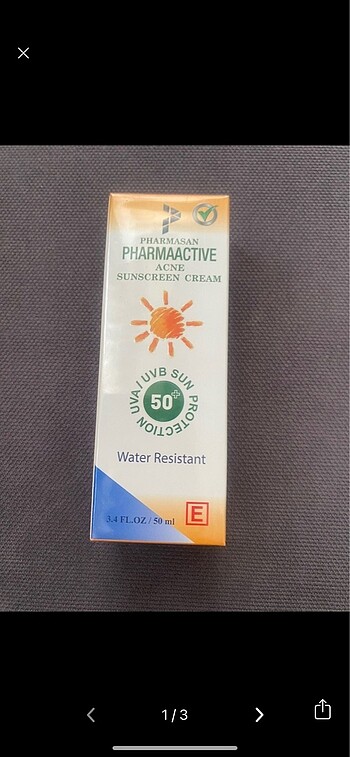 PHARMASAN
PHARMAACTIVE
ACNE
SUNSCREEN CREAM
UVA/UVB SUN PROTECTION
50+
Water Resistant
3.4 FL.OZ / 50 ml
E
1/3